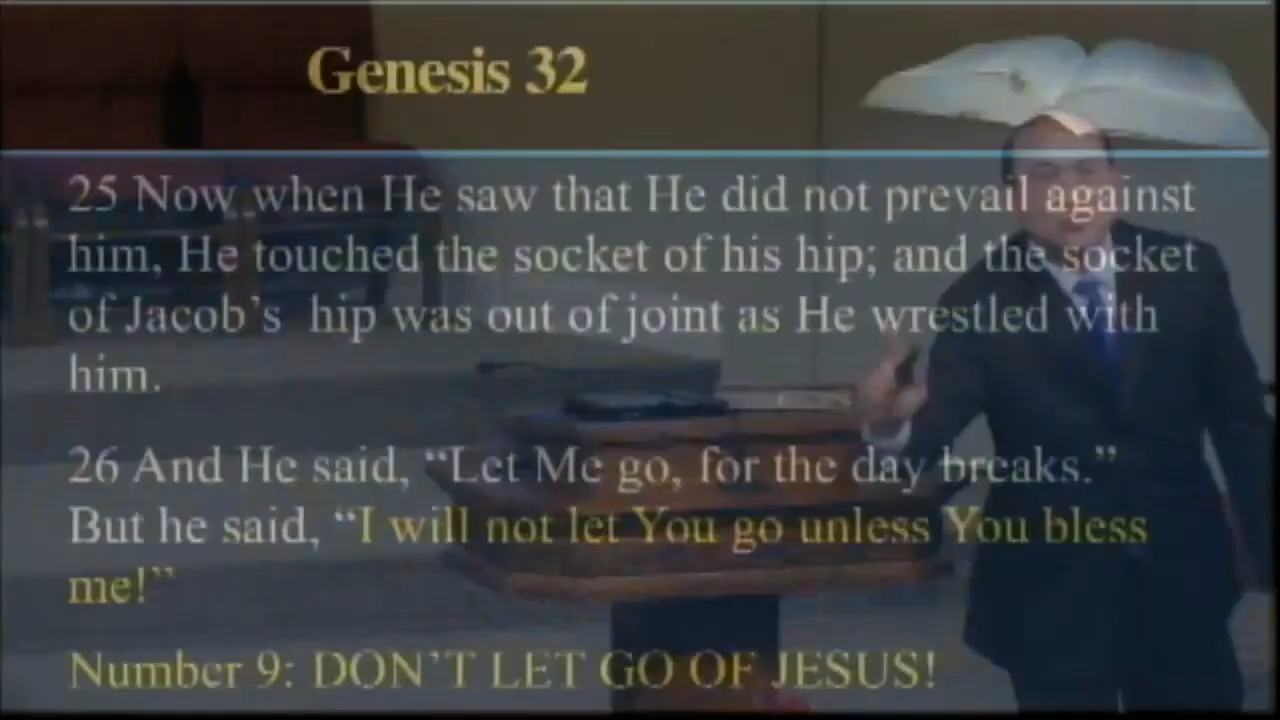 Genesis 32
25 Now when He saw that He did not prevail against
him, He touched the socket of his hip; and the socket
of Jacob's hip was out of joint as He wrestled with
him.
26 And He said, “Let Me go, for the day breaks.”
But he said, “I will not let You go unless You bless
me!”
Number 9: DON'T LET GO OF JESUS!